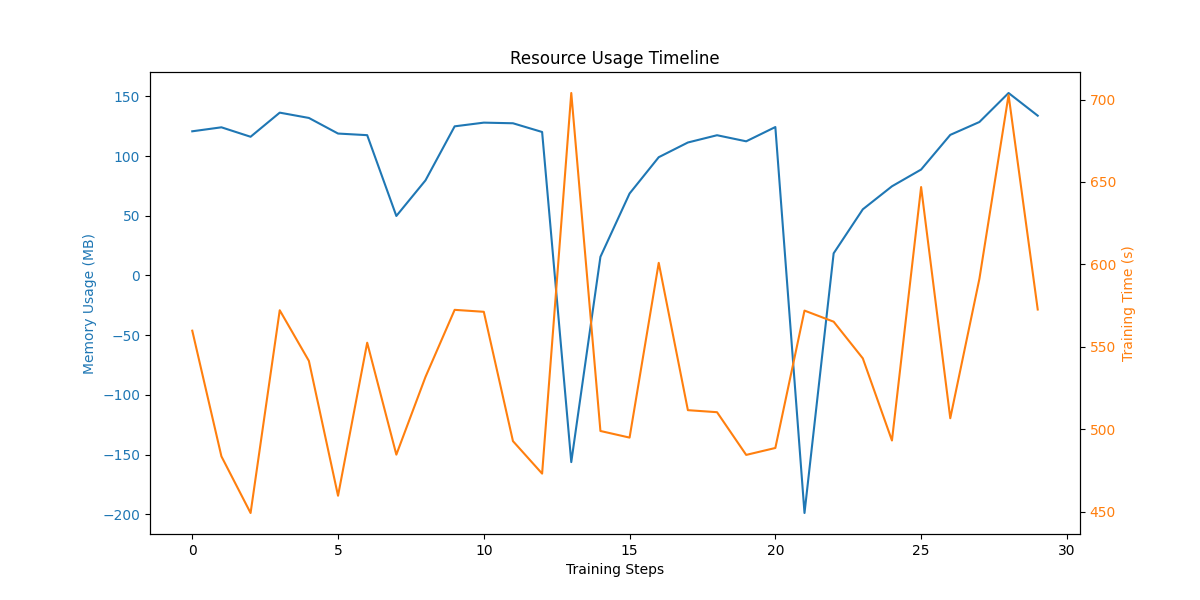 Resource Usage Timeline
150
100
50
0
−50
−100
−150
−200
Memory Usage (MB)
700
650
600
550
500
450
Training Time (s)
0 5 10 15 20 25 30
Training Steps